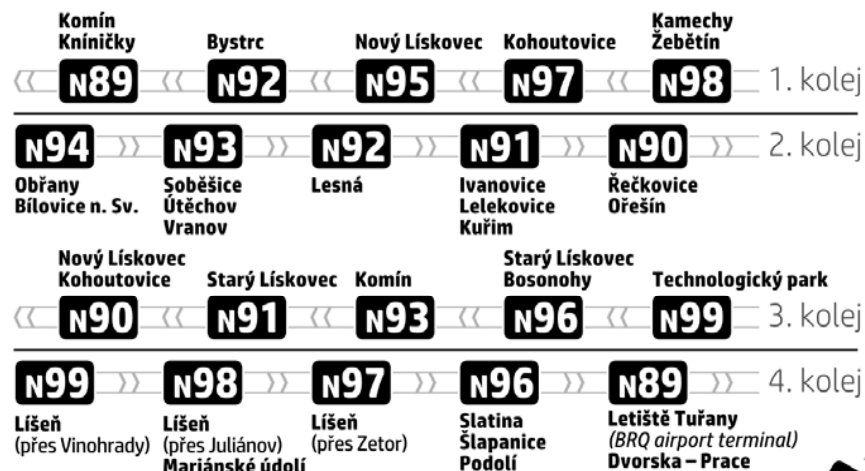 Komín
Kníničky
Bystrc
Nový Lískovec
Kohoutovice
Kamechy
Žebětín
N89 N92 N95 N97 N98 1. kolej
N94 N93 N92 N91 N90 2. kolej
Obřany
Bílovice n. Sv.
Soběšice
Útěchov
Vranov
Lesná
Ivanovice
Lelekovice
Kuřim
Řečkovice
Ořešín
Nový Lískovec
Kohoutovice
Starý Lískovec
Komín
Starý Lískovec
Bosonohy
Technologický park
N90 N91 N93 N96 N99 3. kolej
N99 N98 N97 N96 N89 4. kolej
Líšeň
(přes Vinohrady)
Líšeň
(přes Juliánov)
Mariánské údolí
Líšeň
(přes Zetor)
Slatina
Šlapanice
Podolí
Letiště Tuřany
(BRQ airport terminal)
Dvorska – Prace